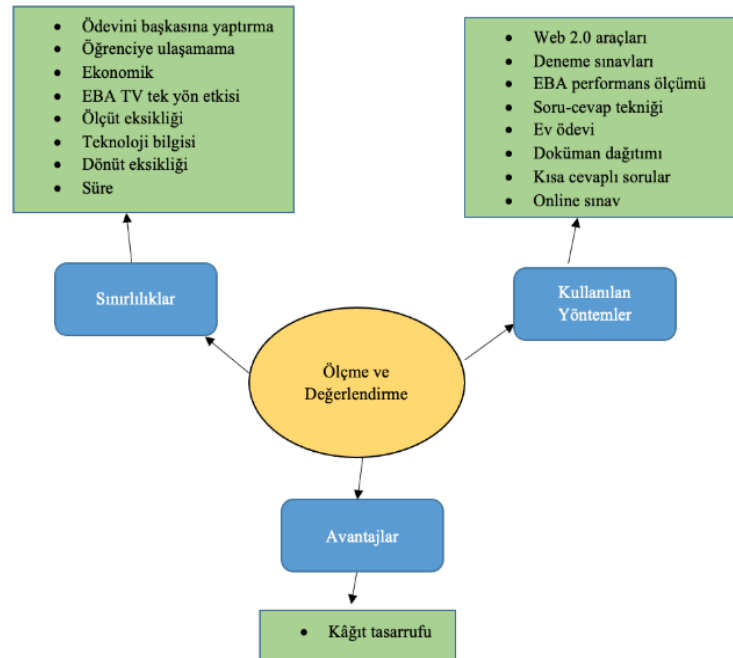 Ödevini başkasına yaptırma
Öğrenciye ulaşamama
Ekonomik
EBA TV tek yön etkisi
Ölçüt eksikliği
Teknoloji bilgisi
Dönüt eksikliği
Süre
Web 2.0 araçları
Deneme sınavları
EBA performans ölçümü
Soru-cevap tekniği
Ev ödevi
Doküman dağıtımı
Kısa cevaplı sorular
Online sınav
Sınırlılıklar
Kullanılan
Yöntemler
Ölçme ve
Değerlendirme
Avantajlar
Kâğıt tasarrufu